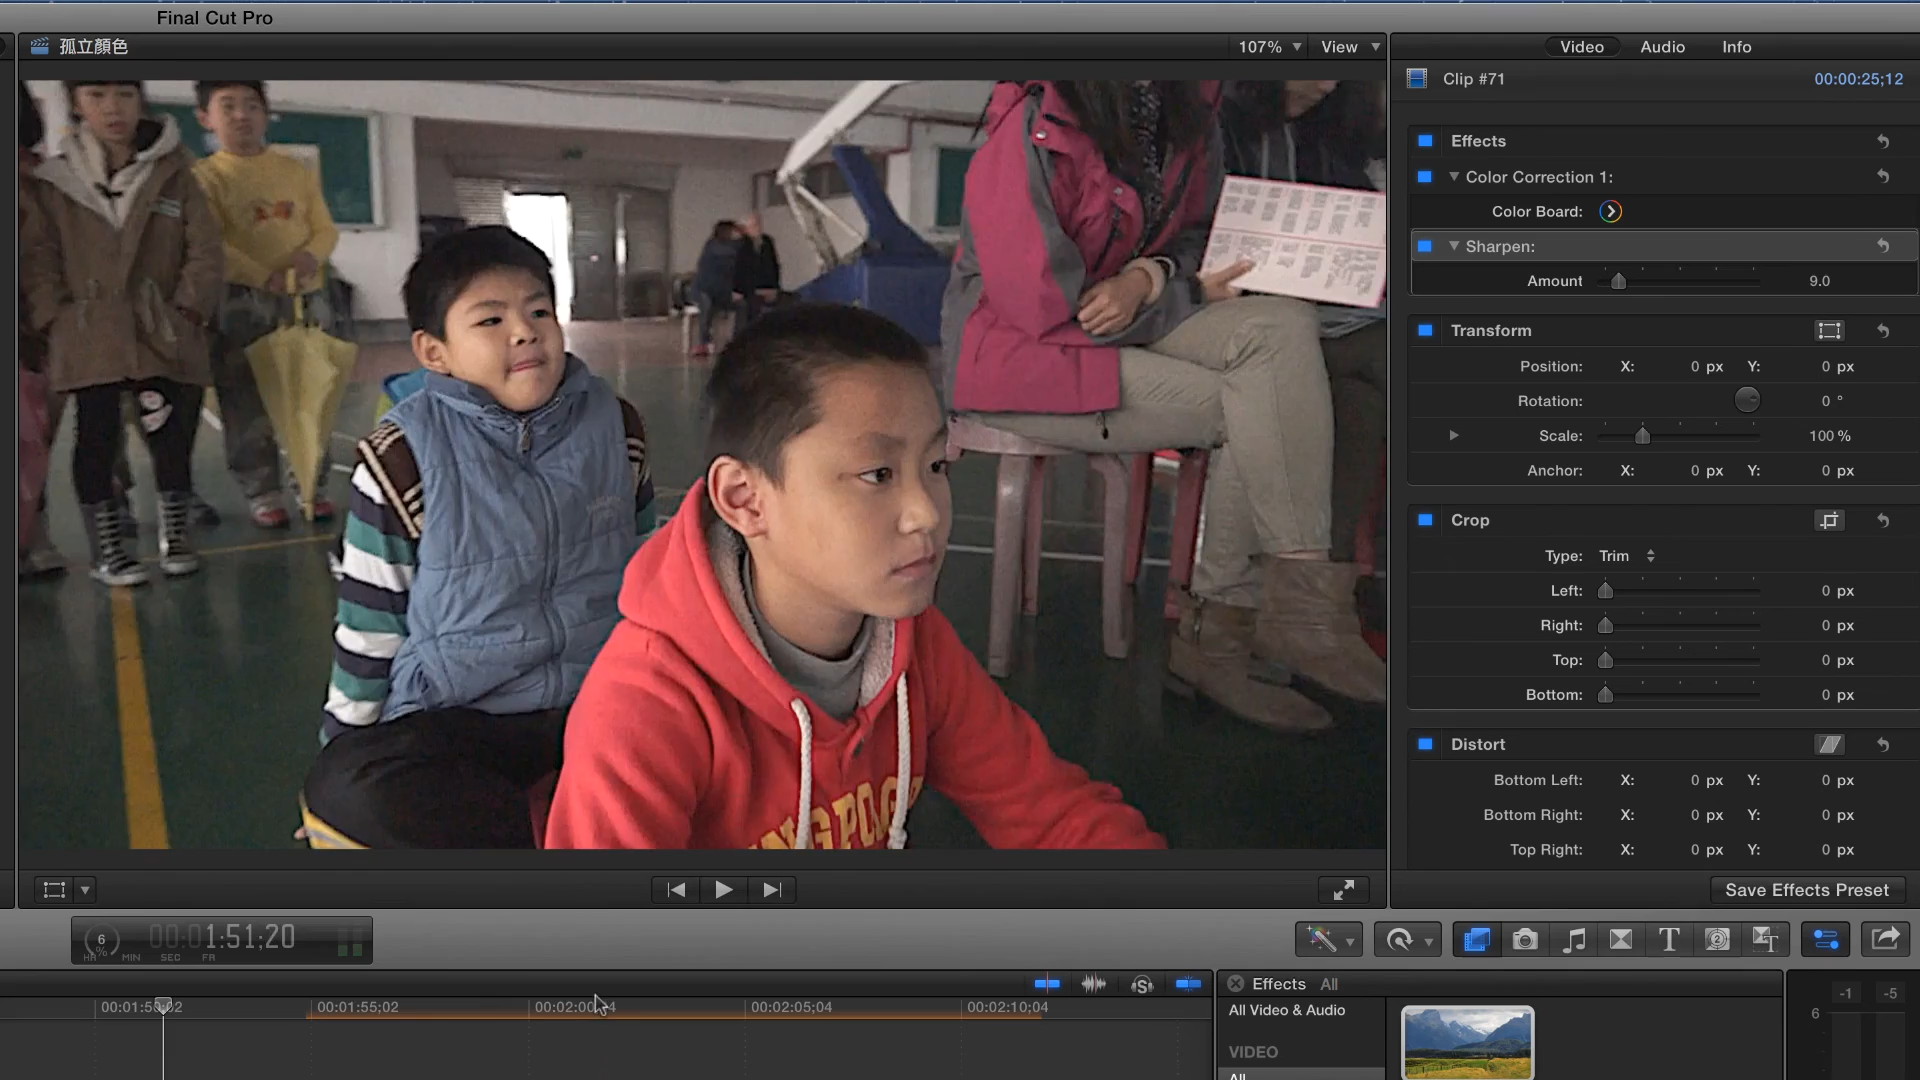 Final Cut Pro
孤立顏色
107%
View
Video
Audio
Info
Clip #71
00:00:25;12
Effects
Color Correction 1:
Color Board:
Sharpen:
Amount
9.0
Transform
Position: X: 0 px Y: 0 px
Rotation: 0 °
Scale: 100 %
Anchor: X: 0 px Y: 0 px
Crop
Type: Trim
Left: 0 px
Right: 0 px
Top: 0 px
Bottom: 0 px
Distort
Bottom Left: X: 0 px Y: 0 px
Bottom Right: X: 0 px Y: 0 px
Top Right: X: 0 px Y: 0 px
Save Effects Preset
6
%
00:01:51;20
HR MIN SEC FR
Effects All
-1 -5
00:01:55;02
00:02:05;04
00:02:10;04
All Video & Audio
6
VIDEO
All